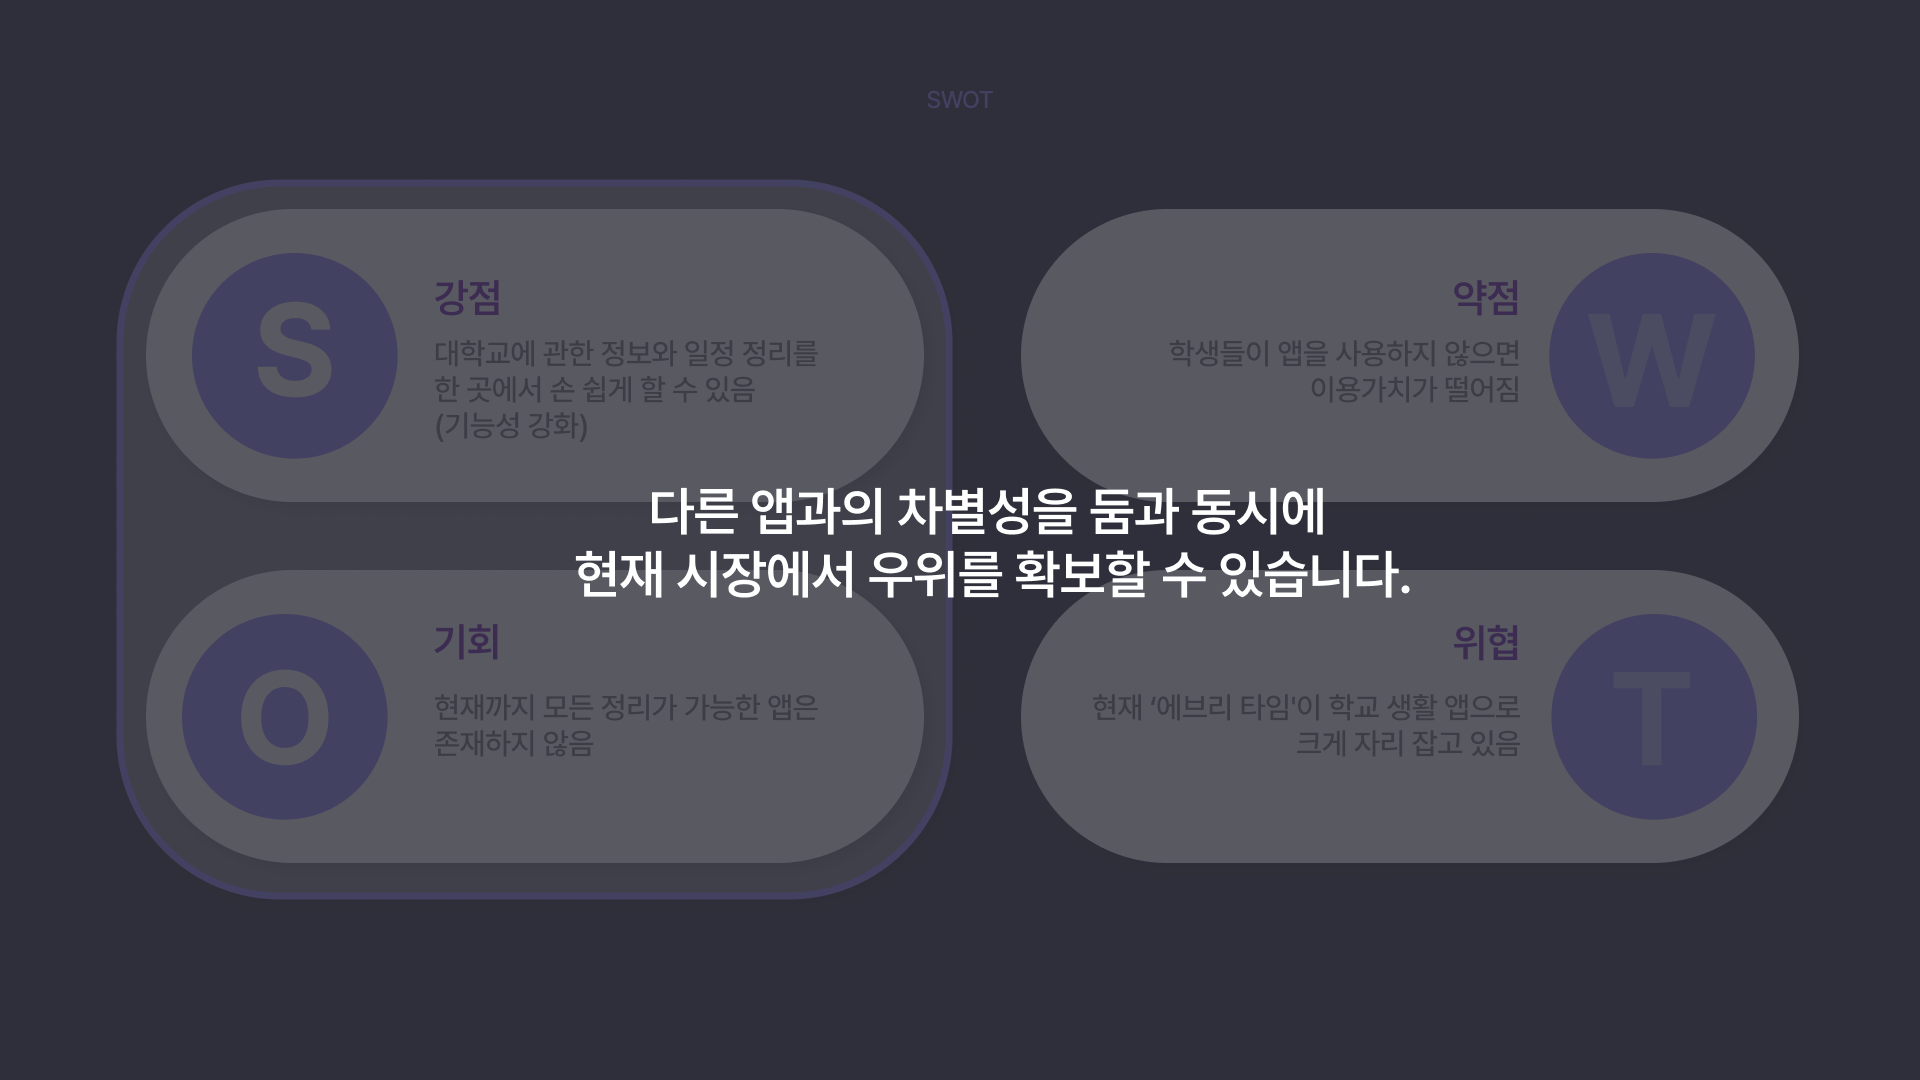 SWOT
S
강점
대학교에 관한 정보와 일정 정리를
한 곳에서 손 쉽게 할 수 있음
(기능성 강화)
약점
학생들이 앱을 사용하지 않으면
이용가치가 떨어짐
W
다른 앱과의 차별성을 둠과 동시에
현재 시장에서 우위를 확보할 수 있습니다.
O
기회
현재까지 모든 정리가 가능한 앱은
존재하지 않음
위협
현재 ‘에브리 타임'이 학교 생활 앱으로
크게 자리 잡고 있음
T